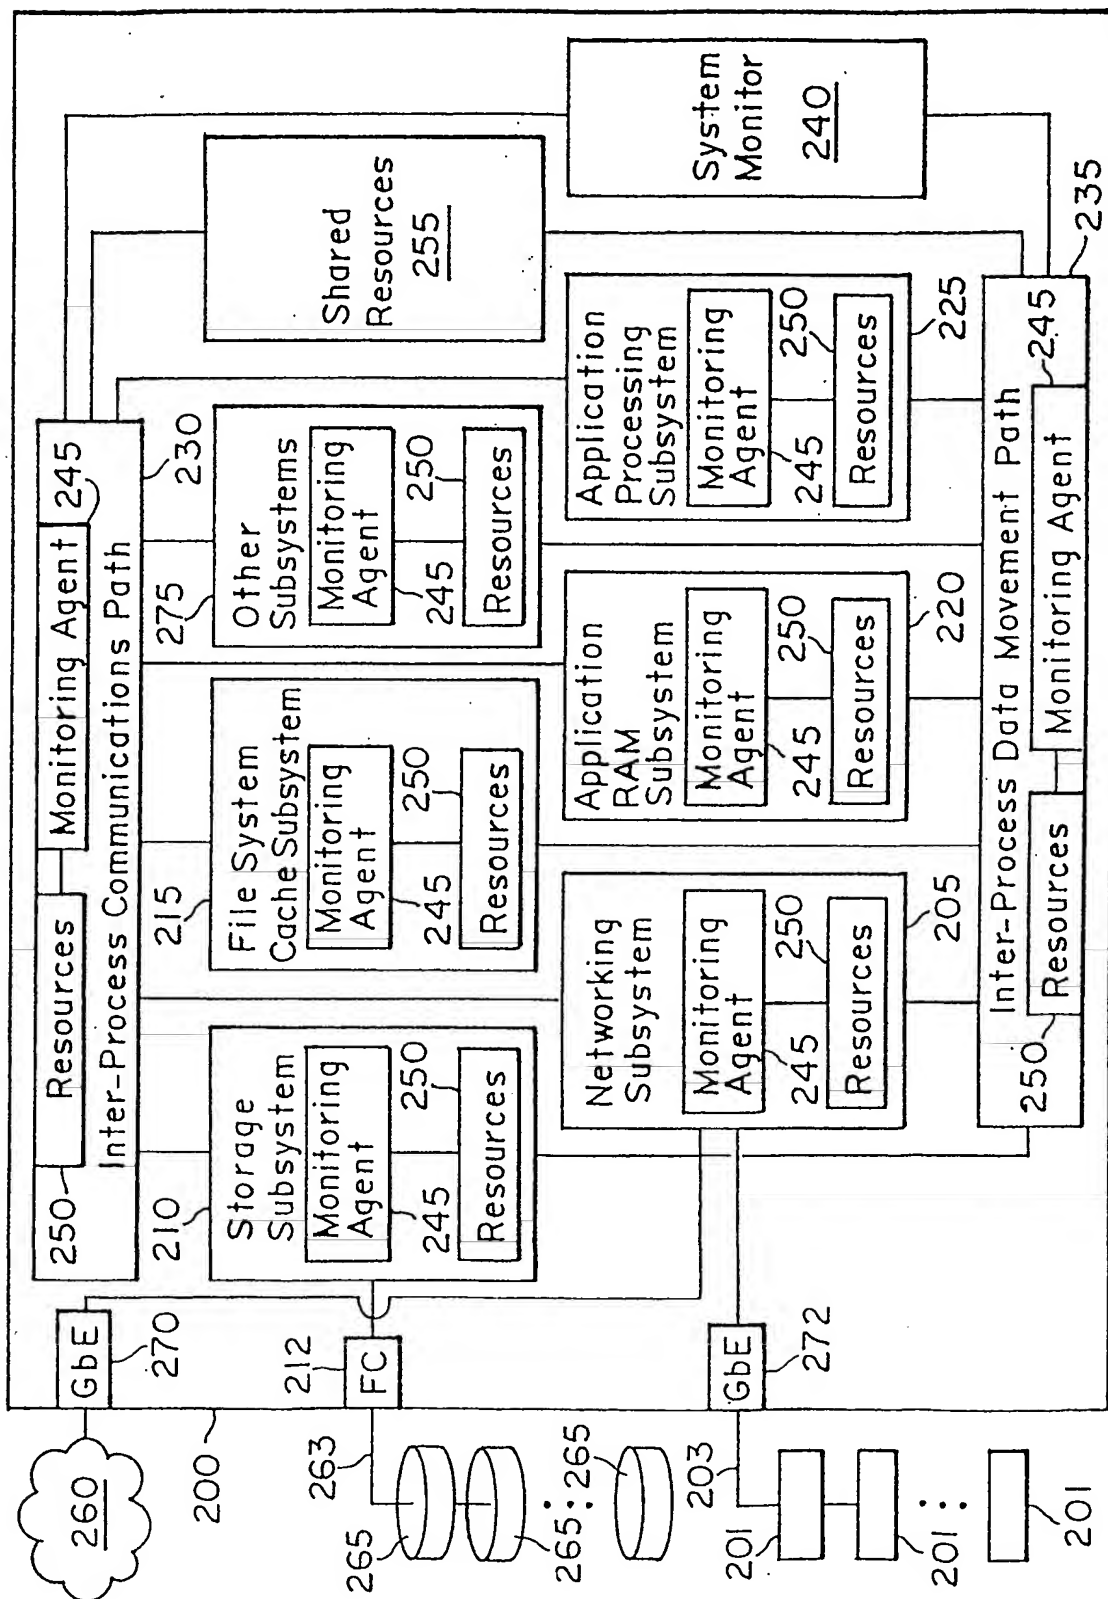 260
200
GbE
270
212
FC
263
265
265
265
GbE
272
203
201
201
201
250
Resources
Monitoring Agent
245
Inter-Process Communications Path
230
210
Storage
Subsystem
Monitoring
Agent
245
250
Resources
215
File System
Cache Subsystem
Monitoring
Agent
245
250
Resources
275
Other
Subsystems
Monitoring
Agent
245
250
Resources
Shared
Resources
255
System
Monitor
240
Networking
Subsystem
Monitoring
Agent
245
250
Resources
205
Application
RAM
Subsystem
Monitoring
Agent
245
250
Resources
220
Application
Processing
Subsystem
Monitoring
Agent
245
250
Resources
225
Inter-Process Data Movement Path
235
250
Resources
Monitoring Agent
245